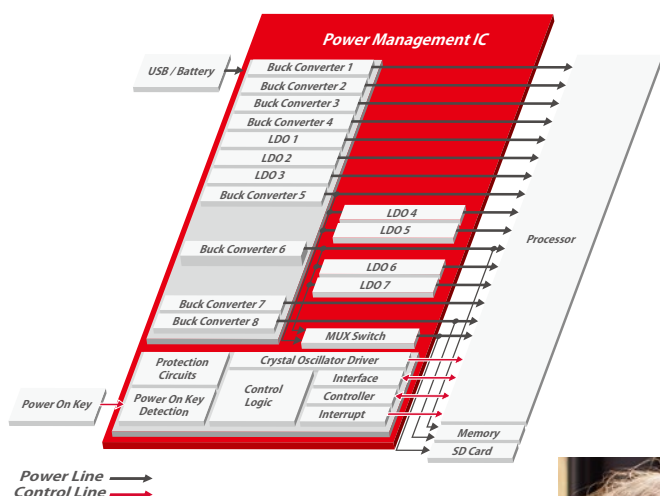 Power Management IC
USB / Battery
Buck Converter 1
Buck Converter 2
Buck Converter 3
Buck Converter 4
LDO 1
LDO 2
LDO 3
Buck Converter 5
LDO 4
LDO 5
Buck Converter 6
LDO 6
LDO 7
Buck Converter 7
Buck Converter 8
MUX Switch
Processor
Protection
Circuits
Crystal Oscillator Driver
Power On Key
Power On Key
Detection
Control
Logic
Interface
Controller
Interrupt
Memory
SD Card
Power Line
Control Line